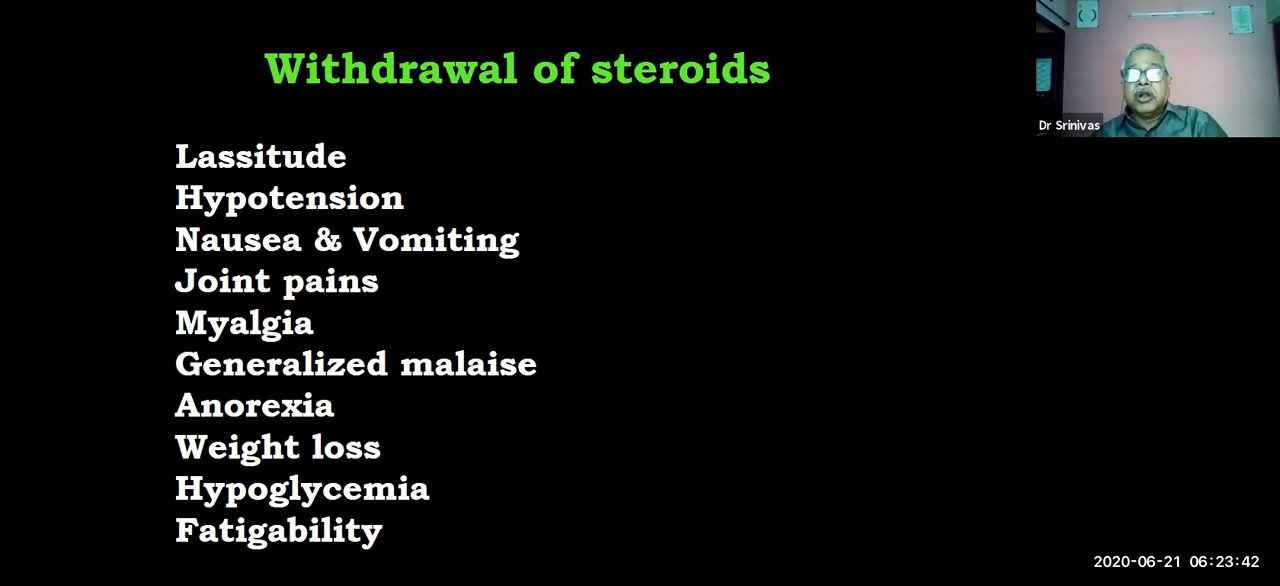 Withdrawal of steroids
Dr Srinivas
Lassitude
Hypotension
Nausea & Vomiting
Joint pains
Myalgia
Generalized malaise
Anorexia
Weight loss
Hypoglycemia
Fatigability
2020-06-21 06:23:42